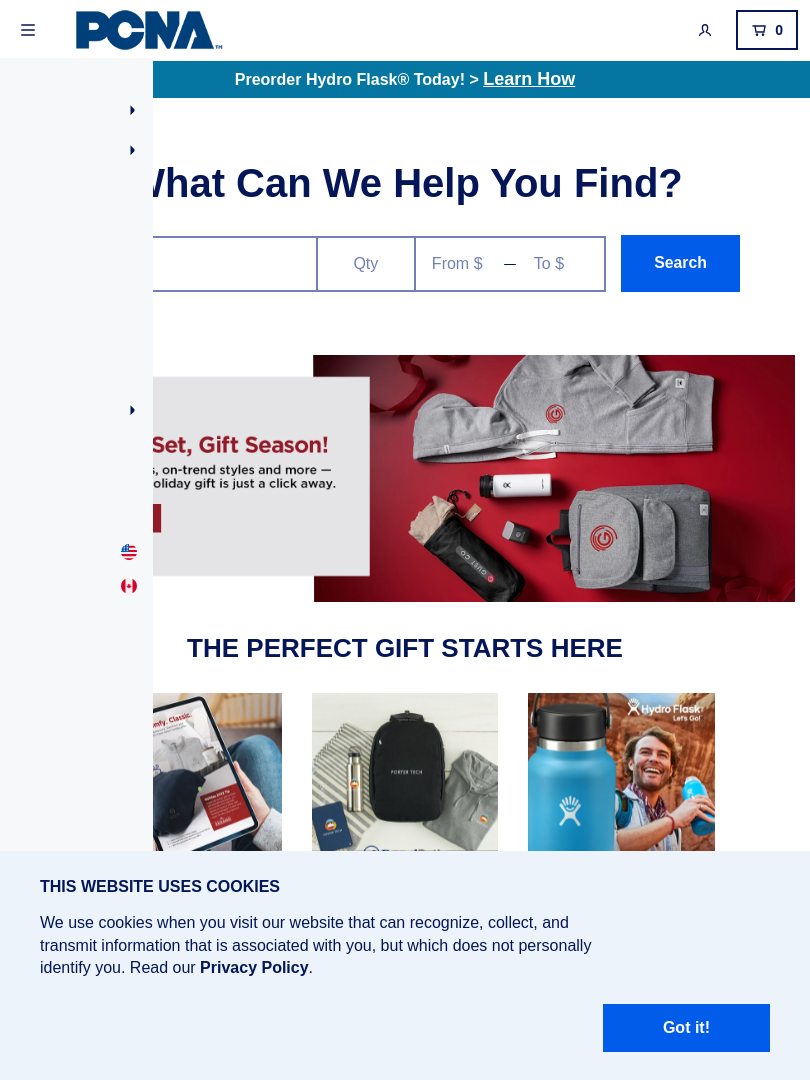 PCNA™
0
Preorder Hydro Flask® Today! > Learn How
What Can We Help You Find?
Qty
From $ — To $
Search
Set, Gift Season!
on-trend styles and more —
oliday gift is just a click away.
GUST CO
THE PERFECT GIFT STARTS HERE
Classic.
PORTER TECH
Hydro Flask
Let's Go!
THIS WEBSITE USES COOKIES
We use cookies when you visit our website that can recognize, collect, and
transmit information that is associated with you, but which does not personally
identify you. Read our Privacy Policy.
Got it!